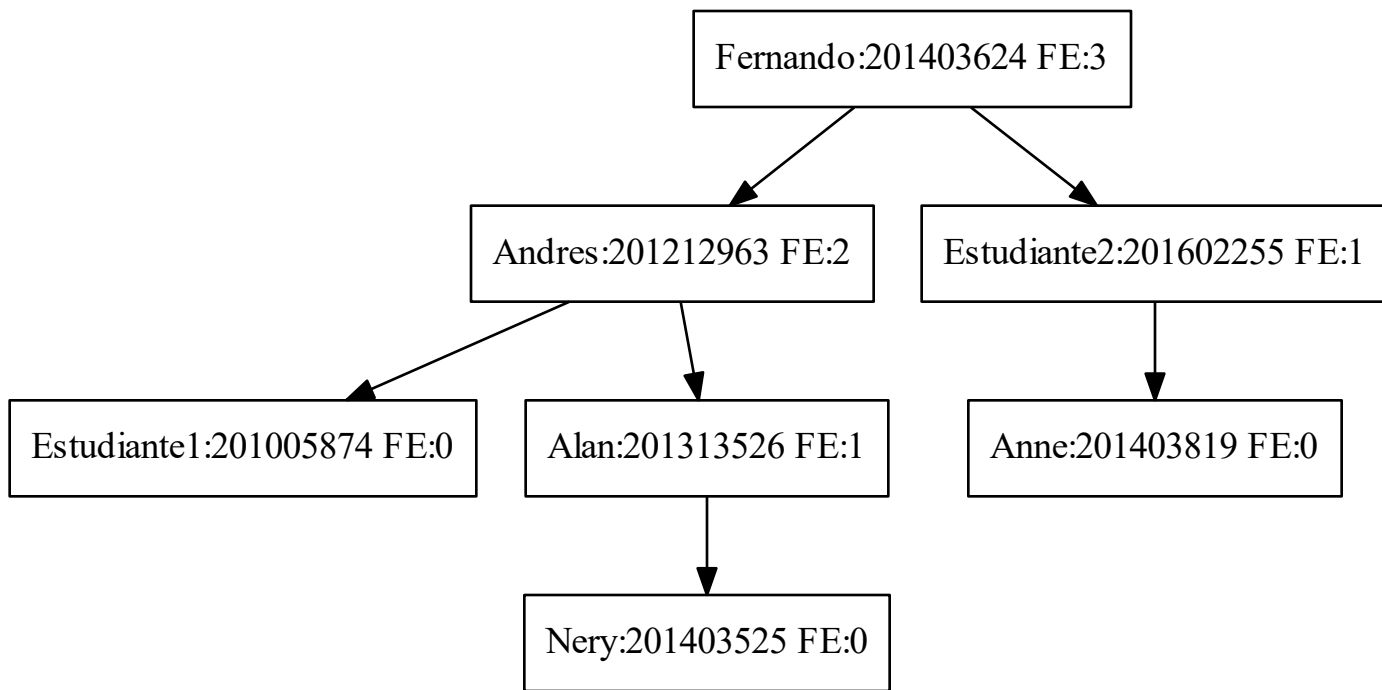 Fernando:201403624 FE:3
Andres:201212963 FE:2
Estudiante2:201602255 FE:1
Estudiante1:201005874 FE:0
Alan:201313526 FE:1
Anne:201403819 FE:0
Nery:201403525 FE:0